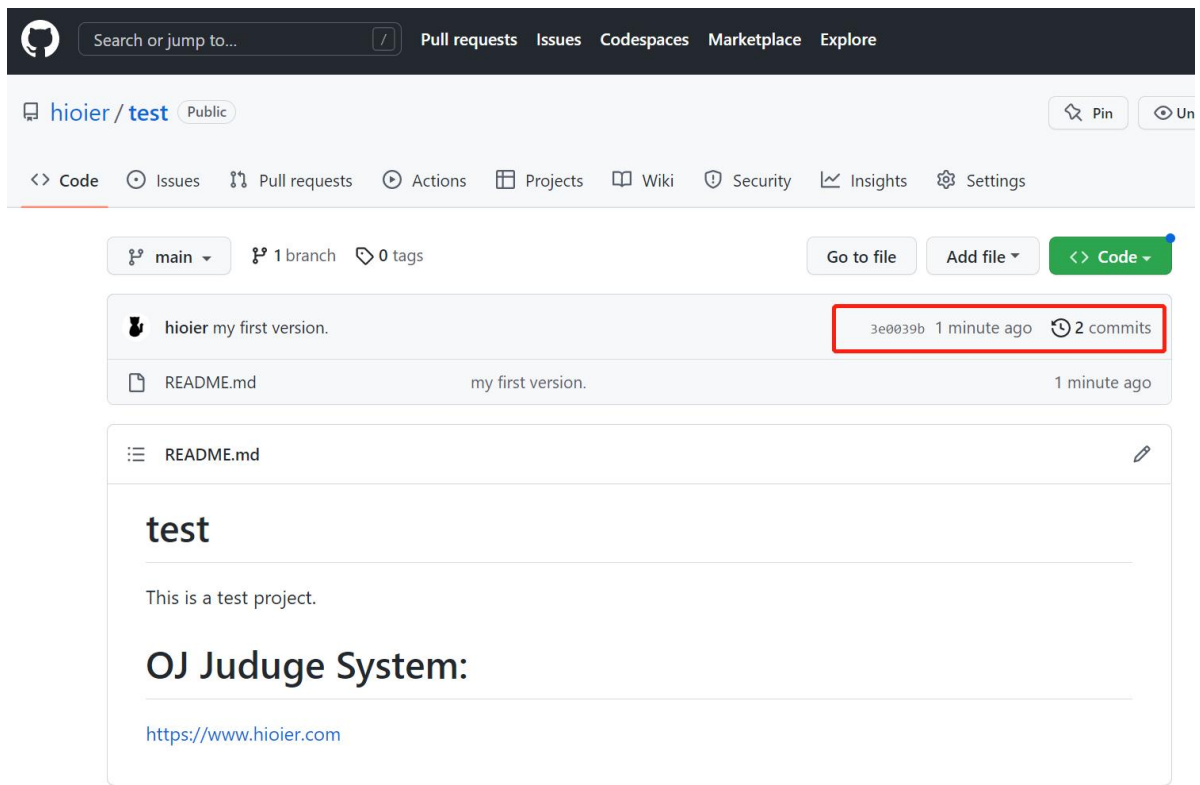 Search or jump to... / Pull requests Issues Codespaces Marketplace Explore
hioier / test Public Pin Un
<> Code Issues Pull requests Actions Projects Wiki Security Insights Settings
main 1 branch 0 tags Go to file Add file <> Code
hioier my first version. 3e0039b 1 minute ago 2 commits
README.md my first version. 1 minute ago
README.md
test
This is a test project.
OJ Juduge System:
https://www.hioier.com